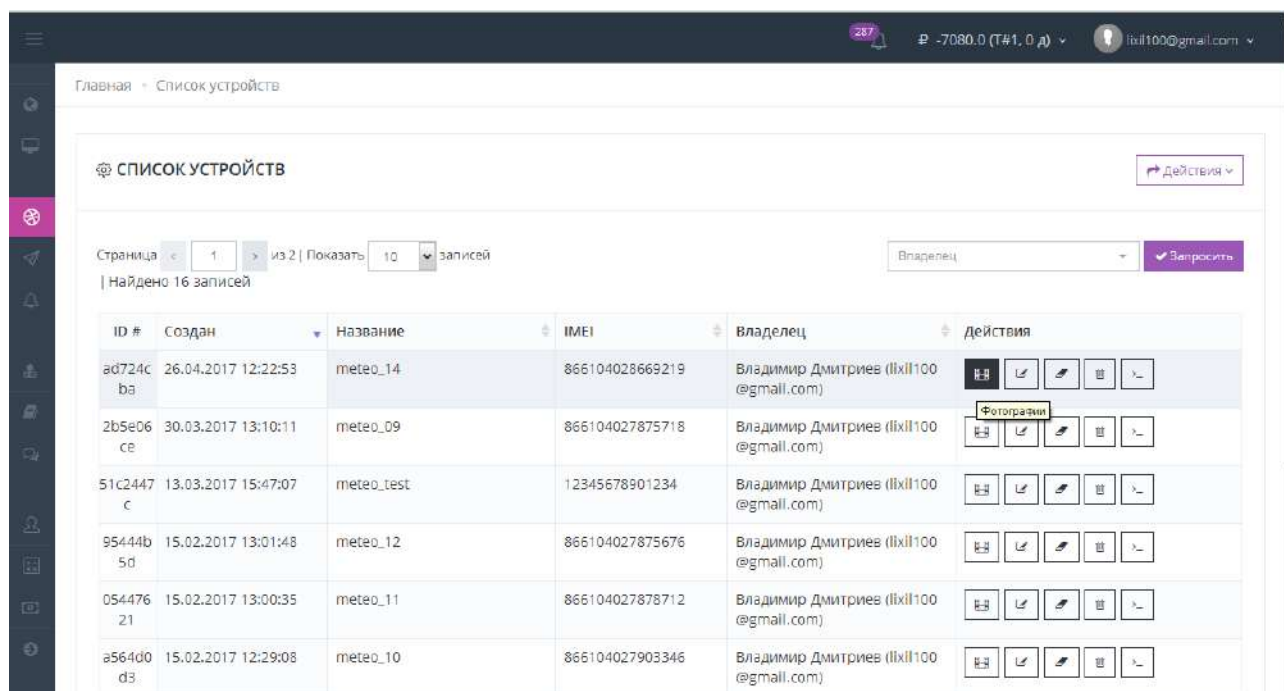 287
₽ -7080.0 (T#1, 0 д)
lixil100@gmail.com
Главная
Список устройств
СПИСОК УСТРОЙСТВ
Действия
Страница 1 из 2 | Показать 10 записей
| Найдено 16 записей
Владелец
Запросить
ID # Создан Название IMEI Владелец Действия
ad724c 26.04.2017 12:22:53 meteo_14 866104028669219 Владимир Дмитриев (lixil100
ba @gmail.com)
Фотографии
2b5e06 30.03.2017 13:10:11 meteo_09 866104027875718 Владимир Дмитриев (lixil100
ce @gmail.com)
51c2447 13.03.2017 15:47:07 meteo_test 12345678901234 Владимир Дмитриев (lixil100
c @gmail.com)
95444b 15.02.2017 13:01:48 meteo_12 866104027875676 Владимир Дмитриев (lixil100
5d @gmail.com)
054476 15.02.2017 13:00:35 meteo_11 866104027878712 Владимир Дмитриев (lixil100
21 @gmail.com)
a564d0 15.02.2017 12:29:08 meteo_10 866104027903346 Владимир Дмитриев (lixil100
d3 @gmail.com)